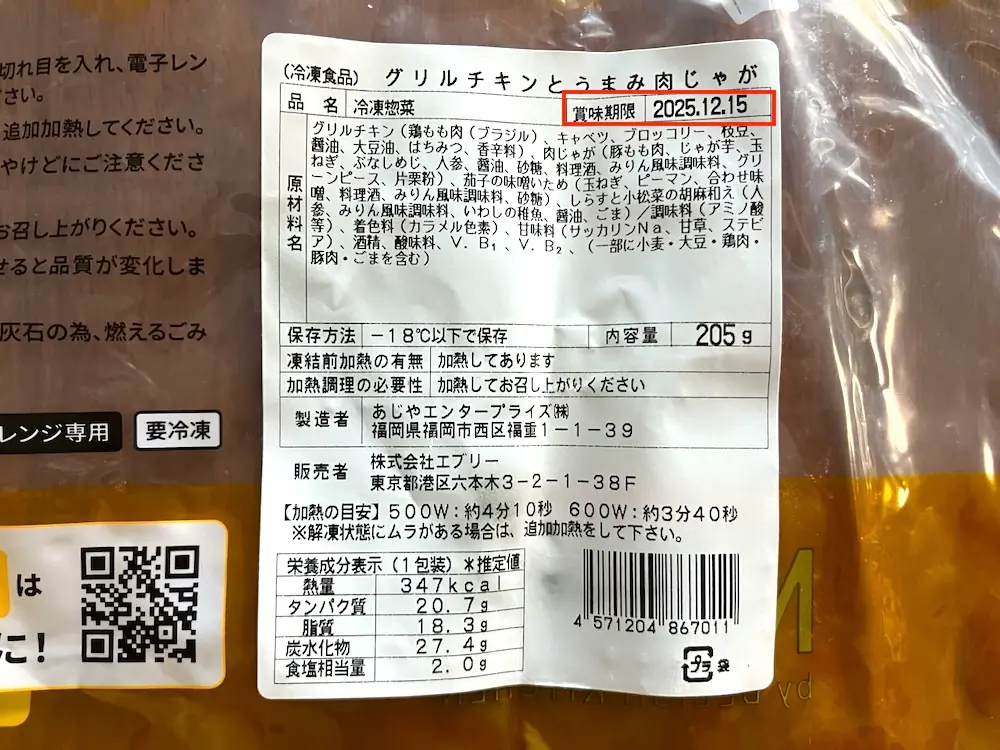 切れ目を入れ、電子レン
ださい。
追加加熱してください。
やけどにご注意くださ
お召し上がりください。
せると品質が変化しま
灰石の為、燃えるごみ
レンジ専用
要冷凍
は
こ!
(冷凍食品) グリルチキンとうまみ肉じゃが
品 名 冷凍惣菜 賞味期限 2025.12.15
原材料名
グリルチキン(鶏もも肉(ブラジル)、キャベツ、ブロッコリー、枝豆、
醤油、大豆油、はちみつ、香辛料)、肉じゃが(豚もも肉、じゃが芋、玉
ねぎ、ぶなしめじ、人参、醤油、砂糖、料理酒、みりん風味調味料、グリ
ーンピース、片栗粉)、茄子の味噌いため(玉ねぎ、ピーマン、合わせ味
噌、料理酒、みりん風味調味料、砂糖)、しらすと小松菜の胡麻和え(人
参、みりん風味調味料、いわしの稚魚、醤油、ごま)/調味料(アミノ酸
等)、着色料(カラメル色素)、甘味料(サッカリンNa、甘草、ステビ
ア)、酒精、酸味料、V.B₁、V.B₂、(一部に小麦・大豆・鶏肉・
豚肉・ごまを含む)
保存方法 -18℃以下で保存 内容量 205g
凍結前加熱の有無 加熱してあります
加熱調理の必要性 加熱してお召し上がりください
製造者 あじやエンタープライズ㈱
福岡県福岡市西区福重1-1-39
販売者 株式会社エブリー
東京都港区六本木3-2-1-38F
【加熱の目安】500W:約4分10秒 600W:約3分40秒
※解凍状態にムラがある場合は、追加加熱をして下さい。
栄養成分表示(1包装)*推定値
熱量 347kcal
タンパク質 20.7g
脂質 18.3g
炭水化物 27.4g
食塩相当量 2.0g
4 571204 867011
プラ 袋
by